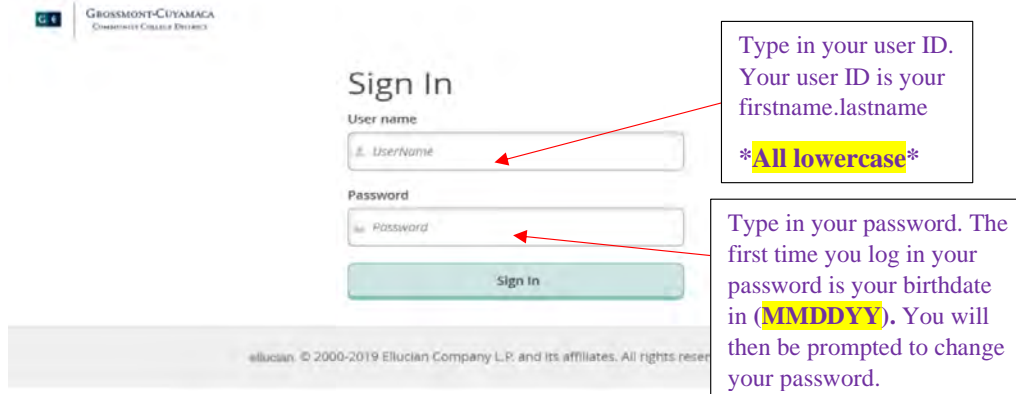 GROSSMONT-CUYAMACA
COMMUNITY COLLEGE DISTRICT
Sign In
User name
UserName
Password
Password
Sign In
ellucian. © 2000-2019 Ellucian Company L.P. and its affiliates. All rights reser
Type in your user ID.
Your user ID is your
firstname.lastname
*All lowercase*
Type in your password. The
first time you log in your
password is your birthdate
in (MMDDYY). You will
then be prompted to change
your password.